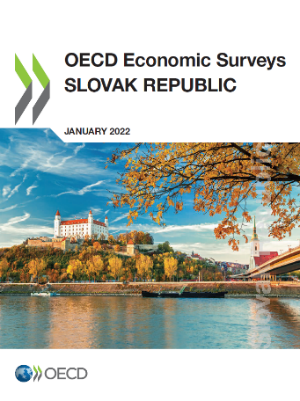 OECD Economic Surveys
SLOVAK REPUBLIC
JANUARY 2022
OECD